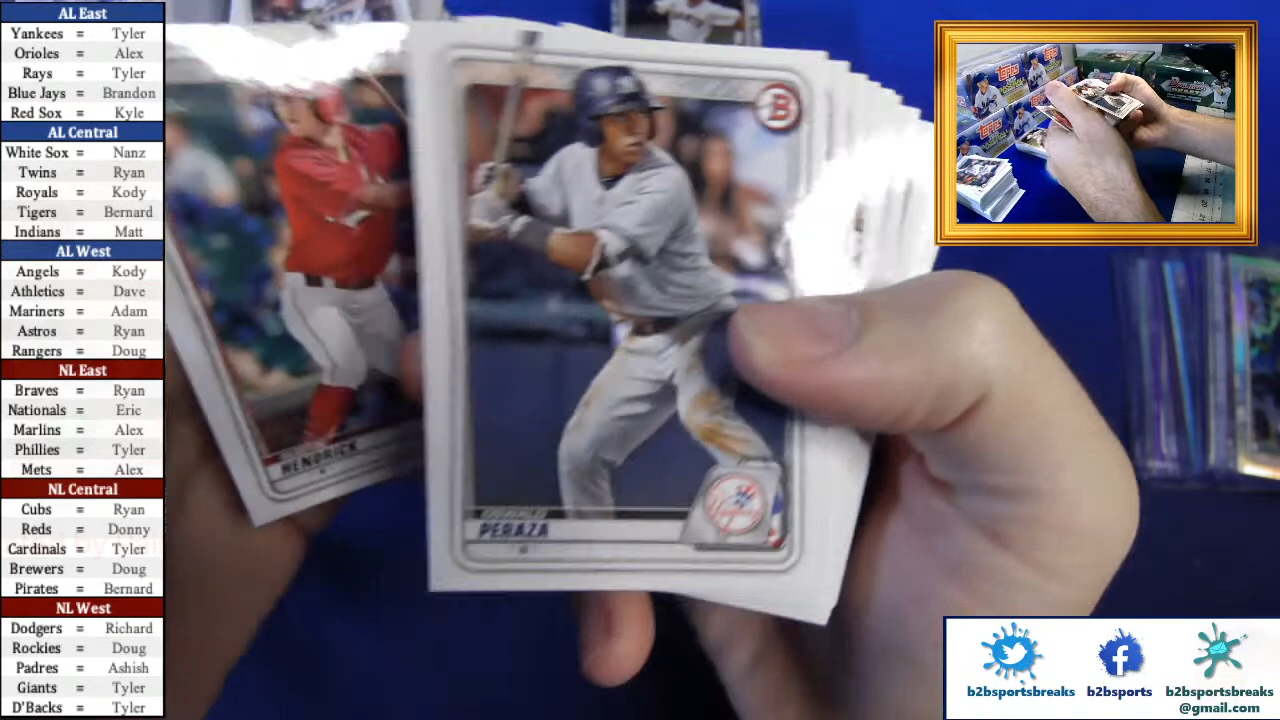 AL East
Yankees = Tyler
Orioles = Alex
Rays = Tyler
Blue Jays = Brandon
Red Sox = Kyle
AL Central
White Sox = Nanz
Twins = Ryan
Royals = Kody
Tigers = Bernard
Indians = Matt
AL West
Angels = Kody
Athletics = Dave
Mariners = Adam
Astros = Ryan
Rangers = Doug
NL East
Braves = Ryan
Nationals = Eric
Marlins = Alex
Phillies = Tyler
Mets = Alex
NL Central
Cubs = Ryan
Reds = Donny
Cardinals = Tyler
Brewers = Doug
Pirates = Bernard
NL West
Dodgers = Richard
Rockies = Doug
Padres = Ashish
Giants = Tyler
D'Backs = Tyler
HENDRICK
B
PERAZA
Topps
Topps
Topps
b2bsportsbreaks
b2bsports
b2bsportsbreaks
@gmail.com